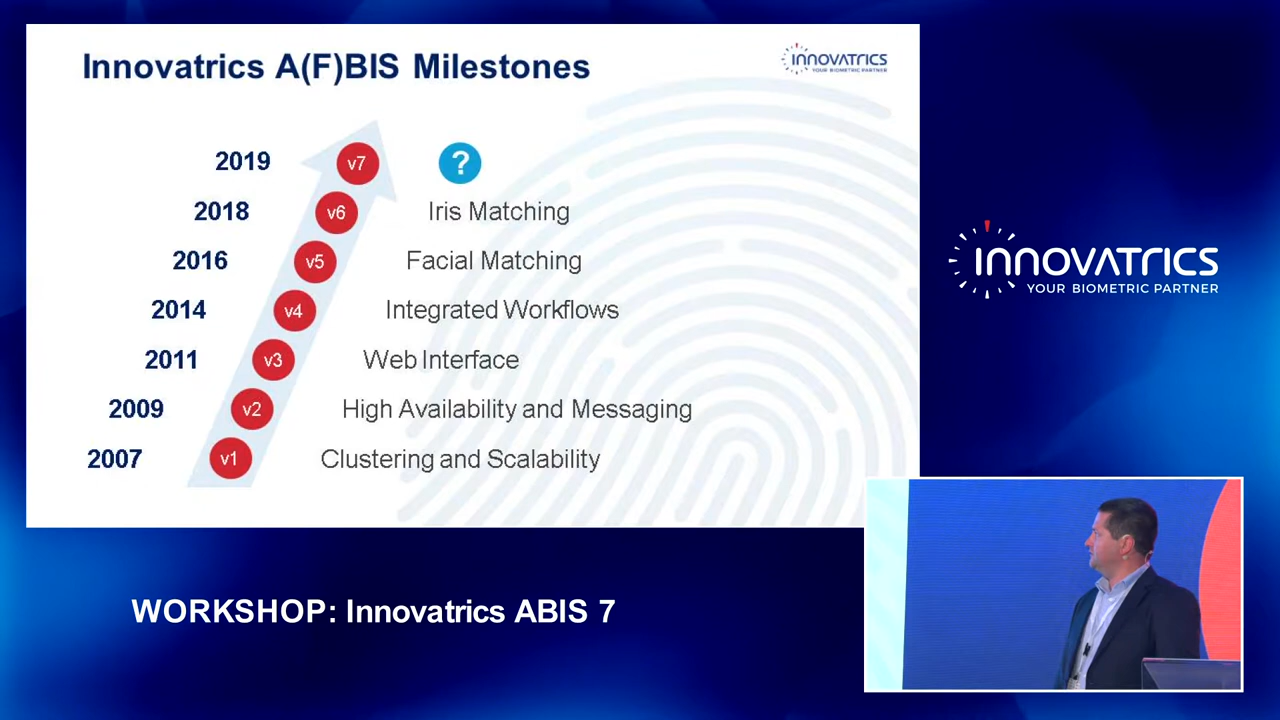 Innovatrics A(F)BIS Milestones
INNOVATRICS
YOUR BIOMETRIC PARTNER
2019 v7 ?
2018 v6 Iris Matching
2016 v5 Facial Matching
2014 v4 Integrated Workflows
2011 v3 Web Interface
2009 v2 High Availability and Messaging
2007 v1 Clustering and Scalability
INNOVATRICS
YOUR BIOMETRIC PARTNER
WORKSHOP: Innovatrics ABIS 7